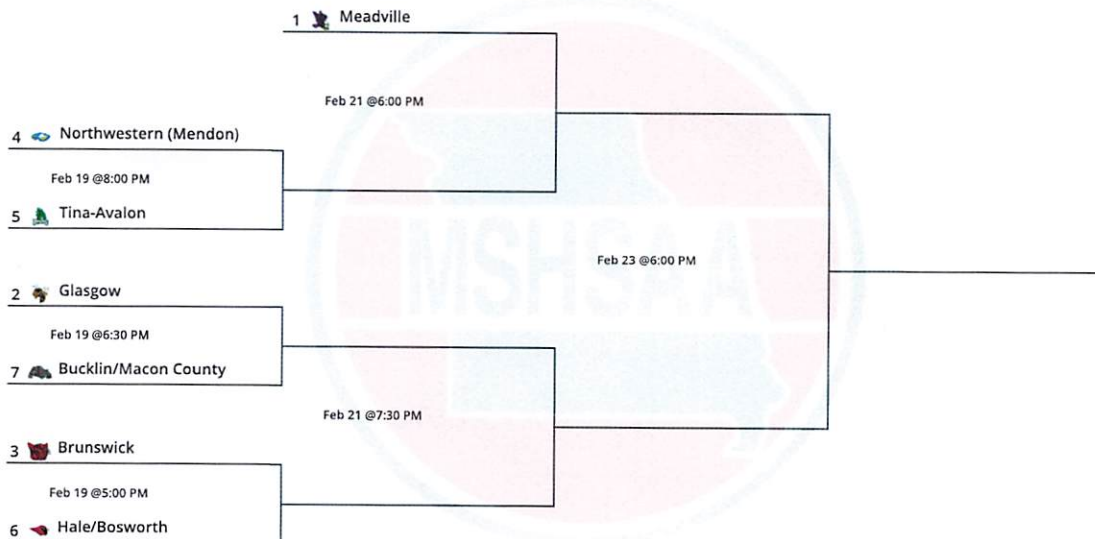 1 Meadville
Feb 21 @6:00 PM
4 Northwestern (Mendon)
Feb 19 @8:00 PM
5 Tina-Avalon
Feb 23 @6:00 PM
MSHSAA
2 Glasgow
Feb 19 @6:30 PM
7 Bucklin/Macon County
Feb 21 @7:30 PM
3 Brunswick
Feb 19 @5:00 PM
6 Hale/Bosworth